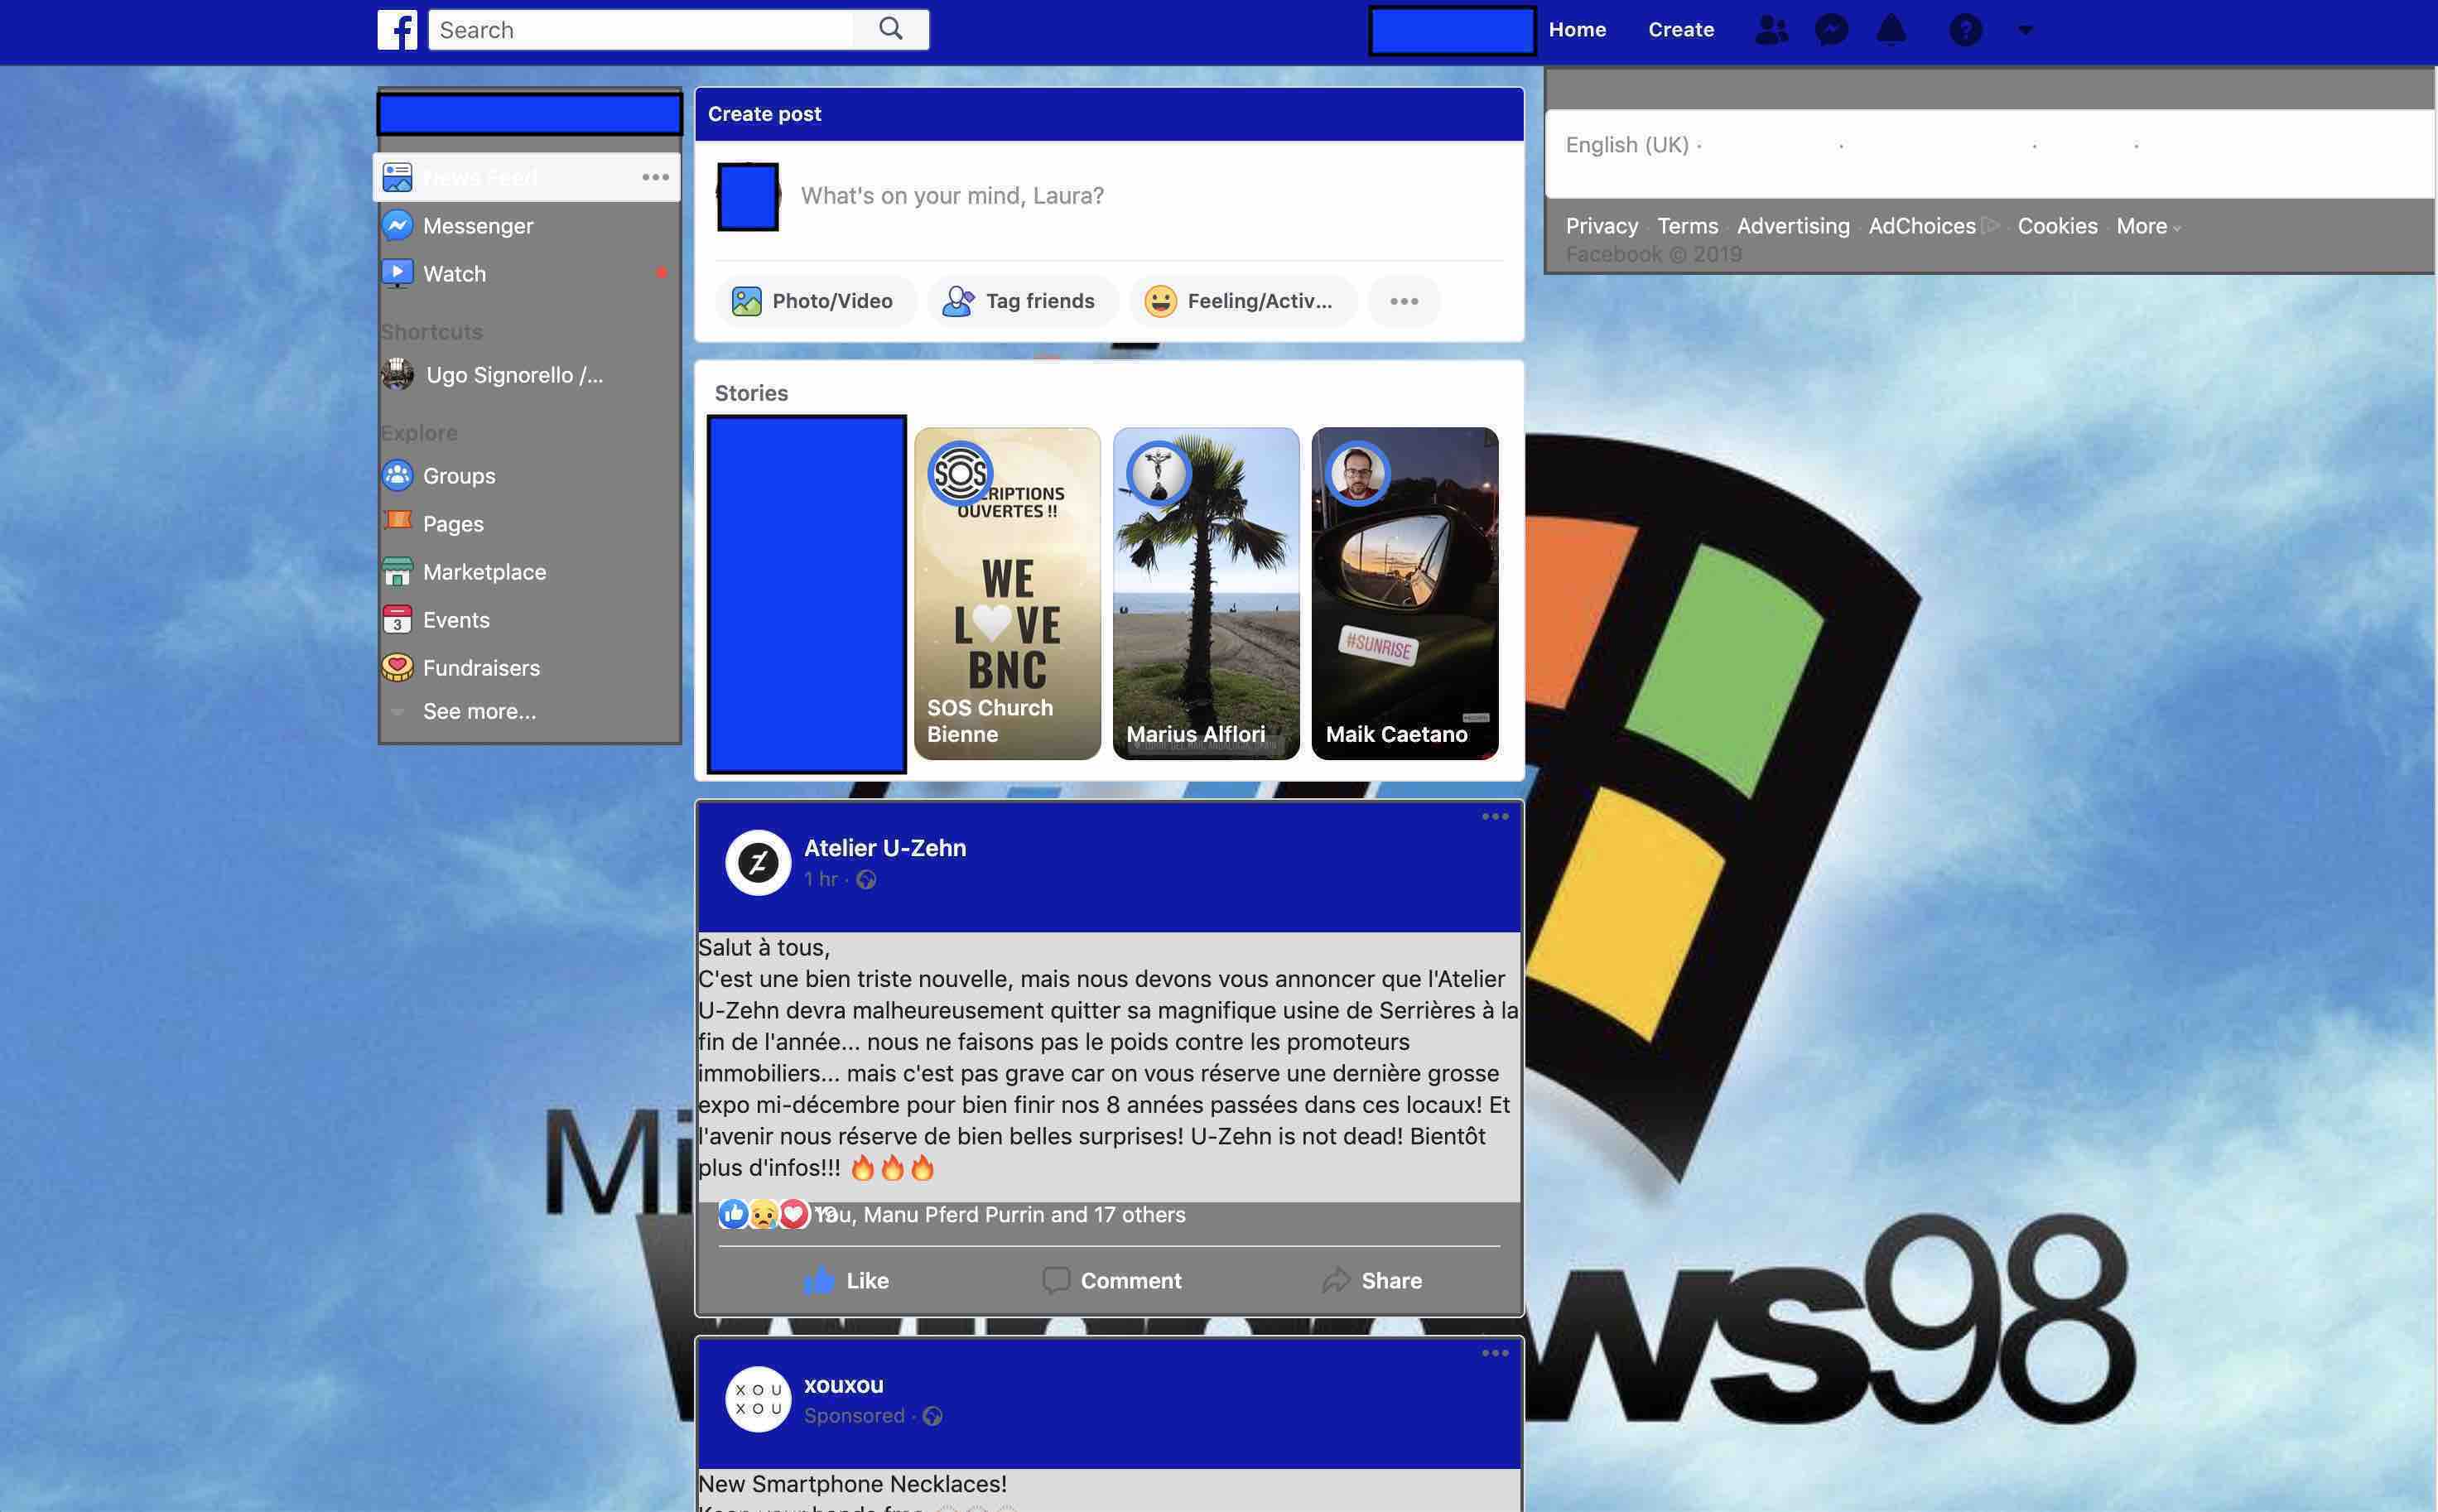 Search
Home
Create
English (UK) · · · ·
Privacy · Terms · Advertising · AdChoices · Cookies · More
Facebook © 2019
News Feed
Messenger
Watch
Shortcuts
Ugo Signorello /...
Explore
Groups
Pages
Marketplace
3
Events
Fundraisers
See more...
Create post
What's on your mind, Laura?
Photo/Video
Tag friends
Feeling/Activ...
Stories
SOS
CRIPTIONS
OUVERTES !!
WE
L VE
BNC
SOS Church
Bienne
Marius Alflori
#SUNRISE
Maik Caetano
Atelier U-Zehn
1 hr ·
Salut à tous,
C'est une bien triste nouvelle, mais nous devons vous annoncer que l'Atelier
U-Zehn devra malheureusement quitter sa magnifique usine de Serrières à la
fin de l'année... nous ne faisons pas le poids contre les promoteurs
immobiliers... mais c'est pas grave car on vous réserve une dernière grosse
expo mi-décembre pour bien finir nos 8 années passées dans ces locaux! Et
l'avenir nous réserve de bien belles surprises! U-Zehn is not dead! Bientôt
plus d'infos!!! 🔥🔥🔥
You, Manu Pferd Purrin and 17 others
Like
Comment
Share
Mi
ws98
XOU
XOU
xouxou
Sponsored ·
New Smartphone Necklaces!